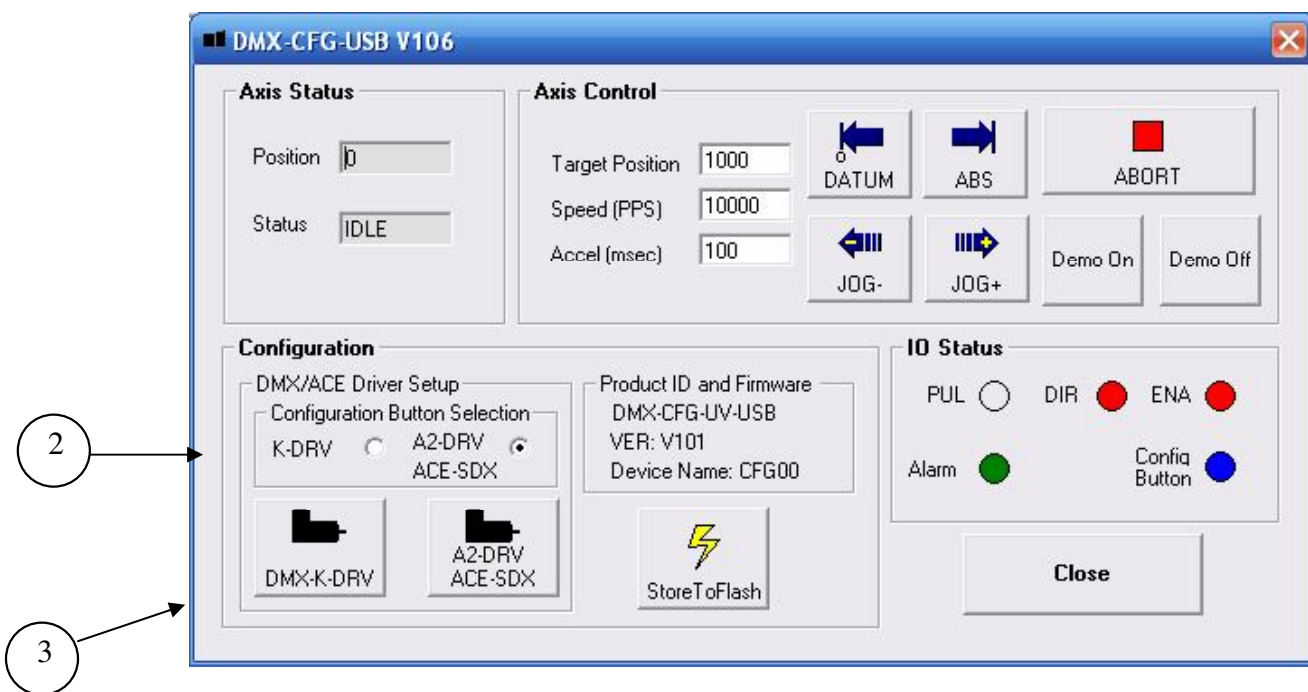 DMX-CFG-USB V106
Axis Status
Position 0
Status IDLE
Axis Control
Target Position 1000
Speed (PPS) 10000
Accel (msec) 100
DATUM
ABS
ABORT
JOG-
JOG+
Demo On
Demo Off
Configuration
DMX/ACE Driver Setup
Configuration Button Selection
K-DRV
A2-DRV
ACE-SDX
DMX-K-DRV
A2-DRV
ACE-SDX
Product ID and Firmware
DMX-CFG-UV-USB
VER: V101
Device Name: CFG00
StoreToFlash
IO Status
PUL
DIR
ENA
Alarm
Config
Button
Close
2
3